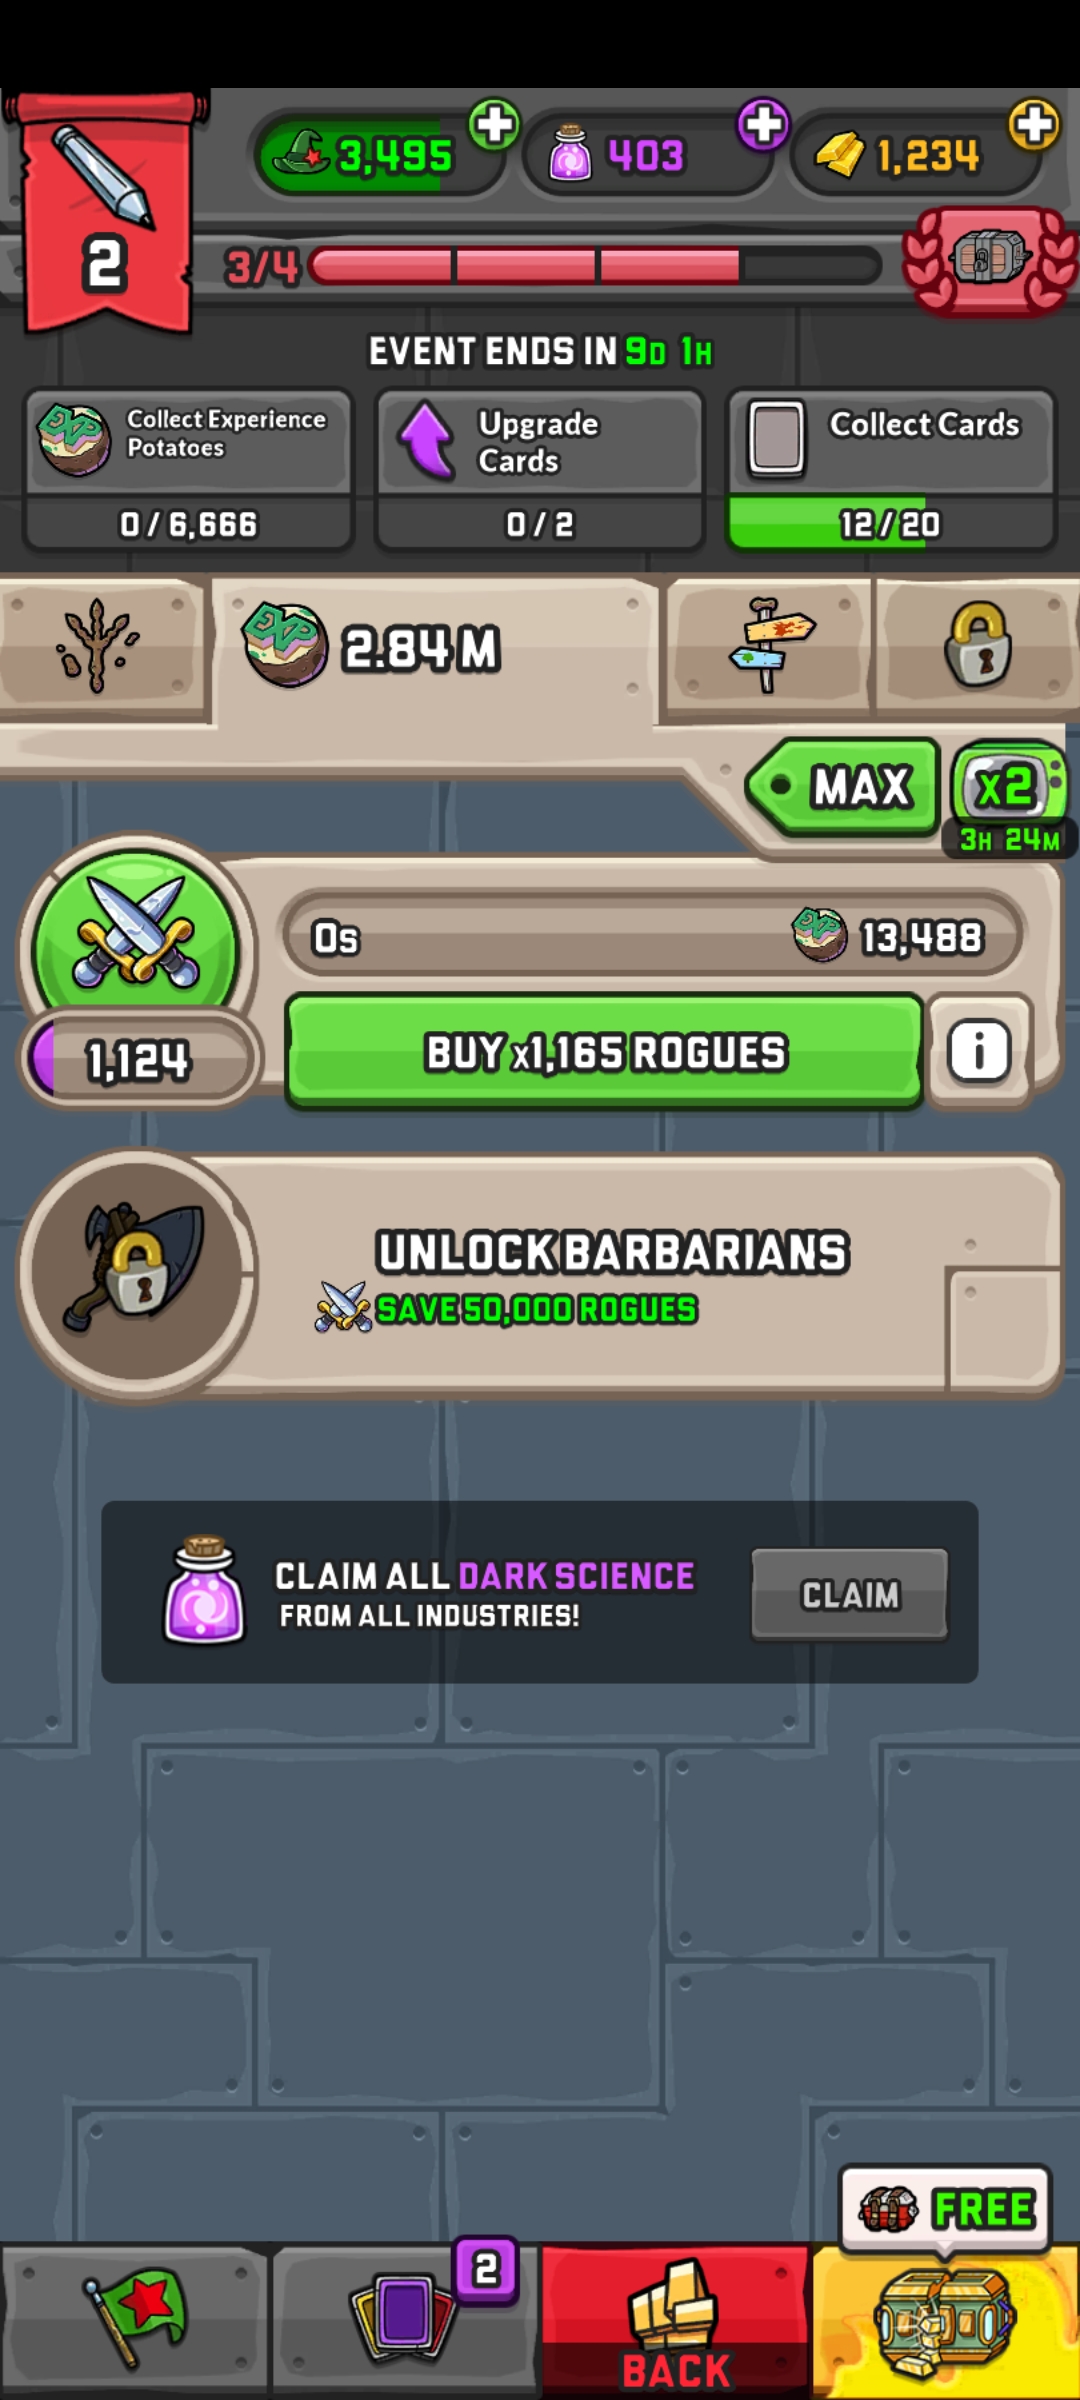 3,495
403
1,234
2
3/4
EVENT ENDS IN 9D 1H
Collect Experience
Potatoes
0 / 6,666
Upgrade
Cards
0 / 2
Collect Cards
12 / 20
EXP
2.84 M
MAX
x2
3H 24M
0s
EXP
13,488
1,124
BUY x1,165 ROGUES
i
UNLOCK BARBARIANS
SAVE 50,000 ROGUES
CLAIM ALL DARK SCIENCE
FROM ALL INDUSTRIES!
CLAIM
FREE
2
BACK